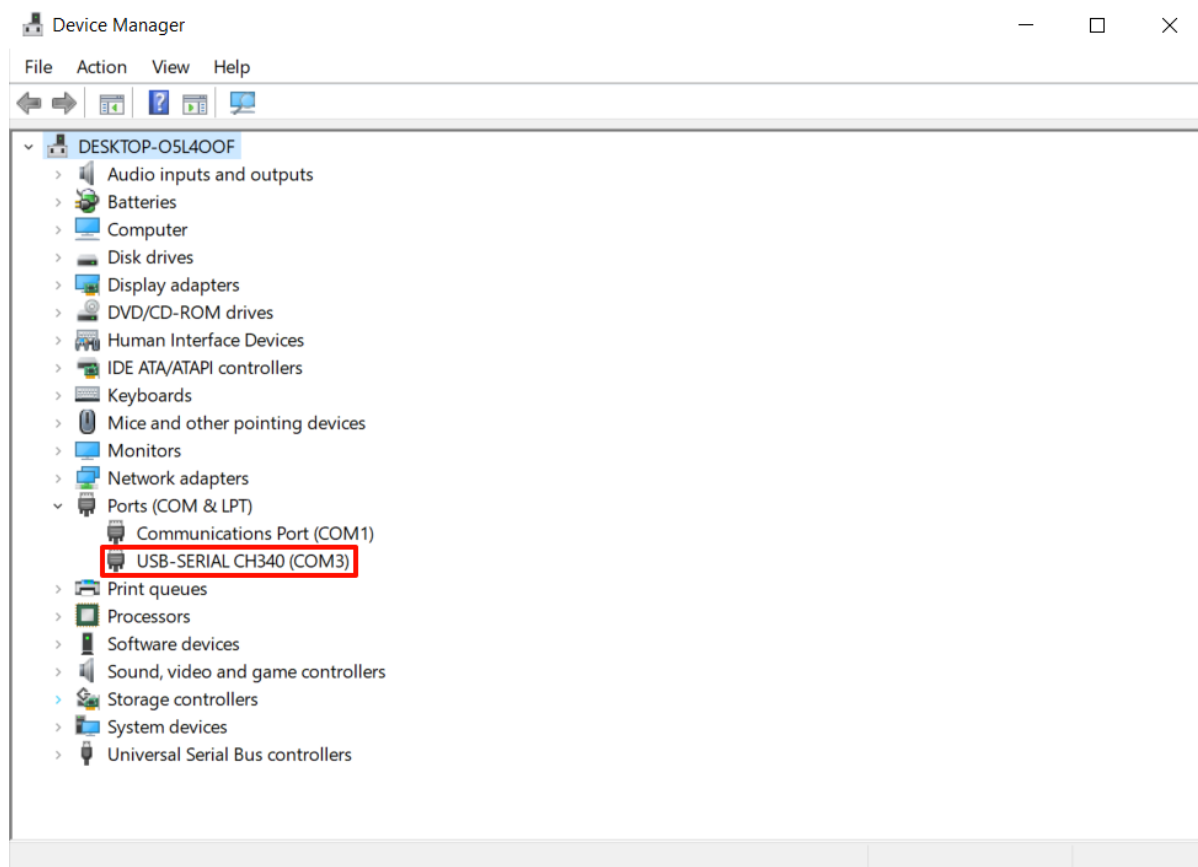 Device Manager
File Action View Help
DESKTOP-O5L4OOF
Audio inputs and outputs
Batteries
Computer
Disk drives
Display adapters
DVD/CD-ROM drives
Human Interface Devices
IDE ATA/ATAPI controllers
Keyboards
Mice and other pointing devices
Monitors
Network adapters
Ports (COM & LPT)
Communications Port (COM1)
USB-SERIAL CH340 (COM3)
Print queues
Processors
Software devices
Sound, video and game controllers
Storage controllers
System devices
Universal Serial Bus controllers